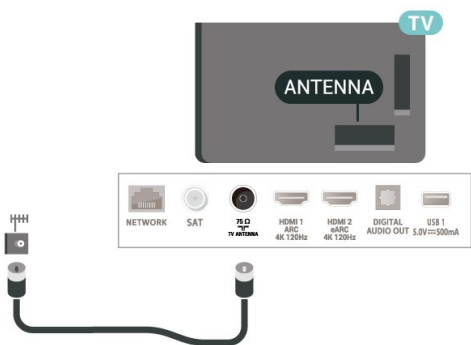 TV
ANTENNA
NETWORK
SAT
75 Ω
TV ANTENNA
HDMI 1
ARC
4K 120Hz
HDMI 2
eARC
4K 120Hz
DIGITAL
AUDIO OUT
USB 1
5.0V⎓500mA